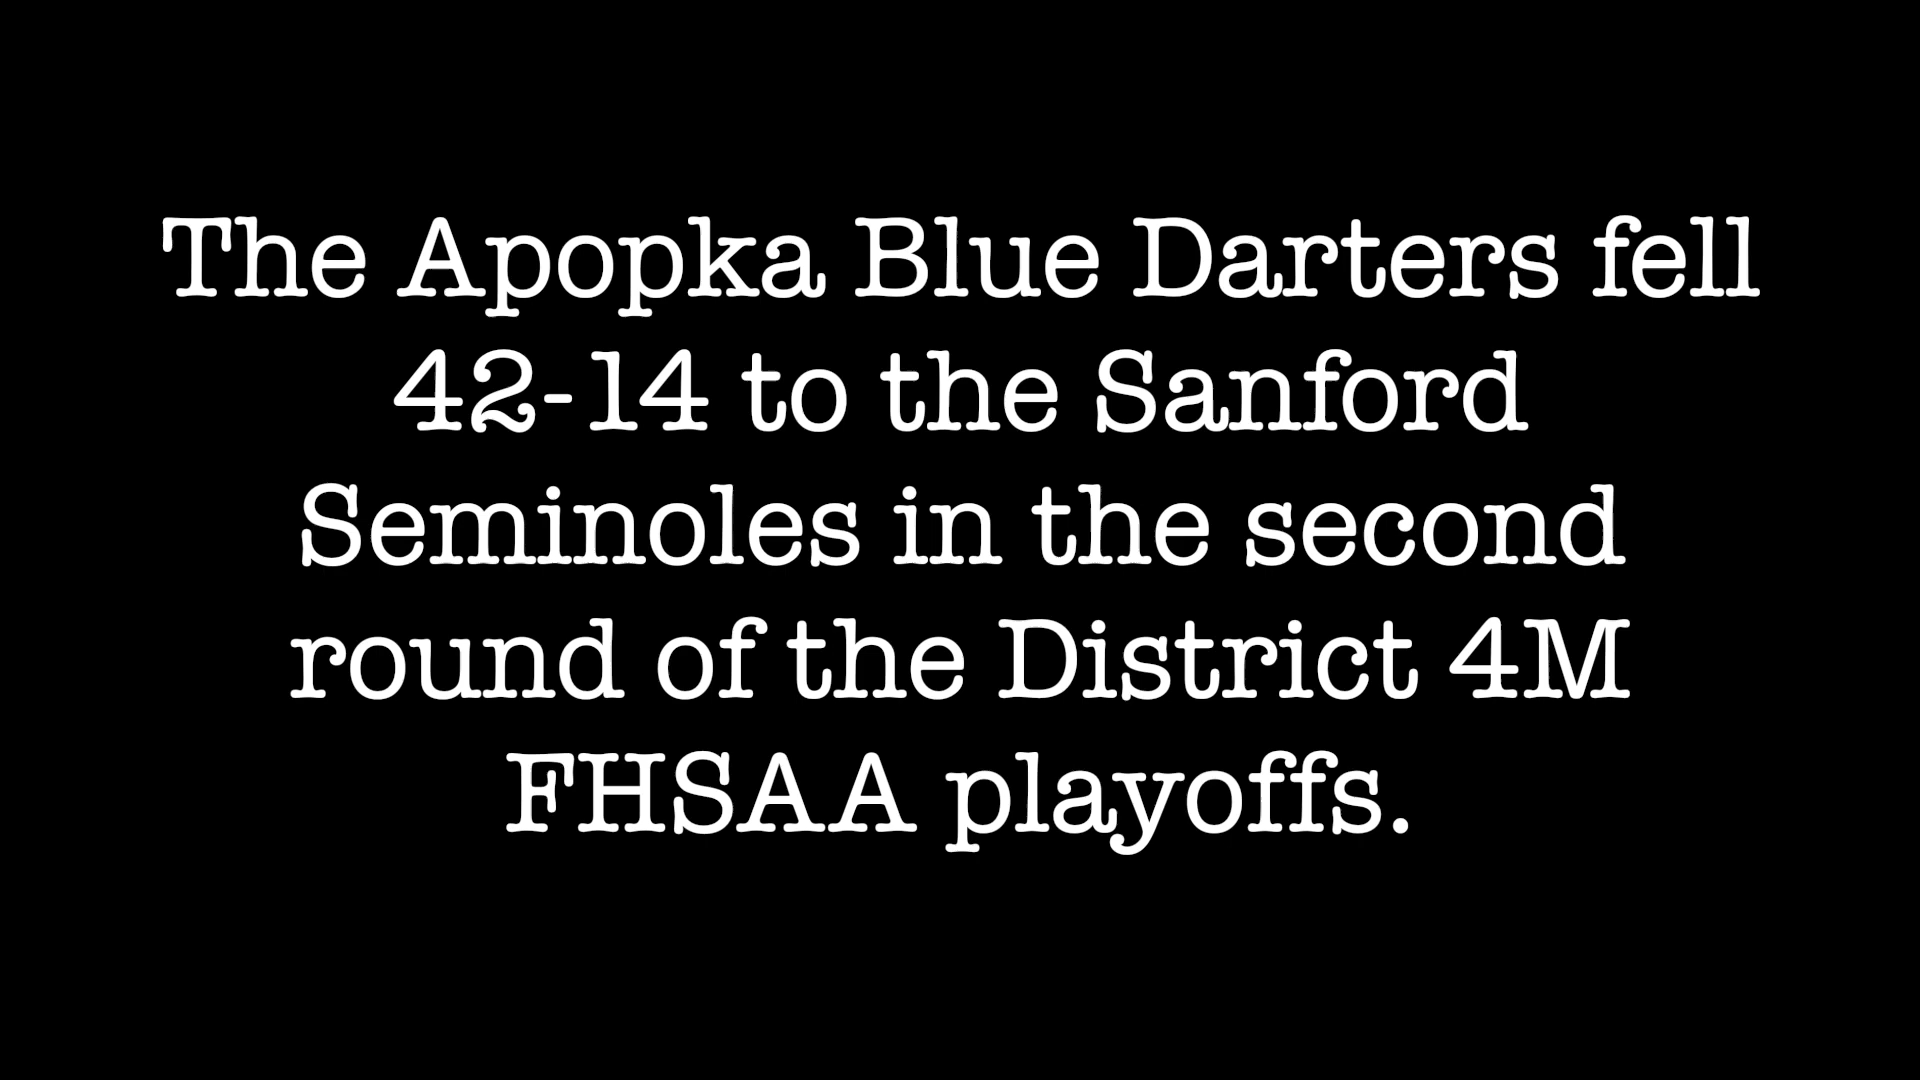 The Apopka Blue Darters fell
42-14 to the Sanford
Seminoles in the second
round of the District 4M
FHSAA playoffs.